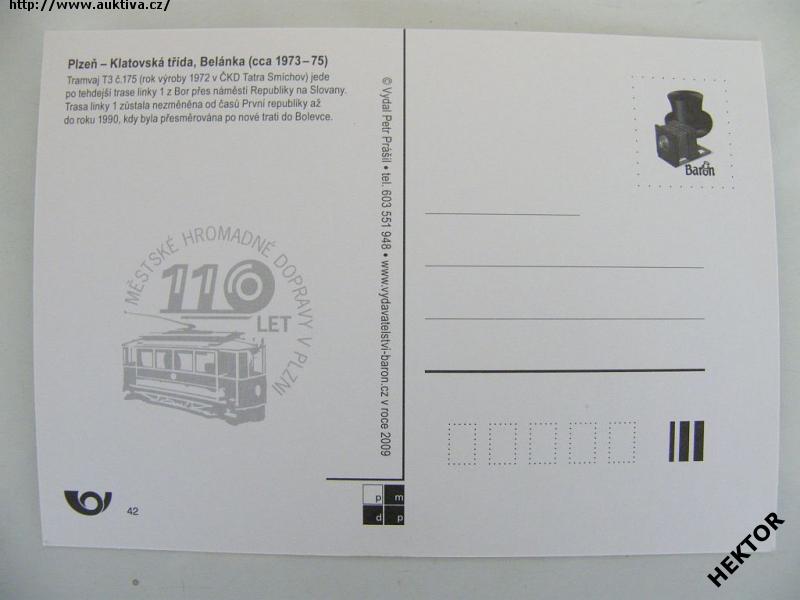 http://www.auktiva.cz/
Plzeň – Klatovská třída, Belánka (cca 1973–75)
Tramvaj T3 č.175 (rok výroby 1972 v ČKD Tatra Smíchov) jede
po tehdejší trase linky 1 z Bor přes náměstí Republiky na Slovany.
Trasa linky 1 zůstala nezměněna od časů První republiky až
do roku 1990, kdy byla přesměrována po nové trati do Bolevce.
MĚSTSKÉ HROMADNÉ DOPRAVY V PLZNI
110
LET
© Vydal Petr Prášil • tel. 603 551 948 • www.vydavatelstvi-baron.cz v roce 2009
Baron
42
p m
d p
HEKTOR